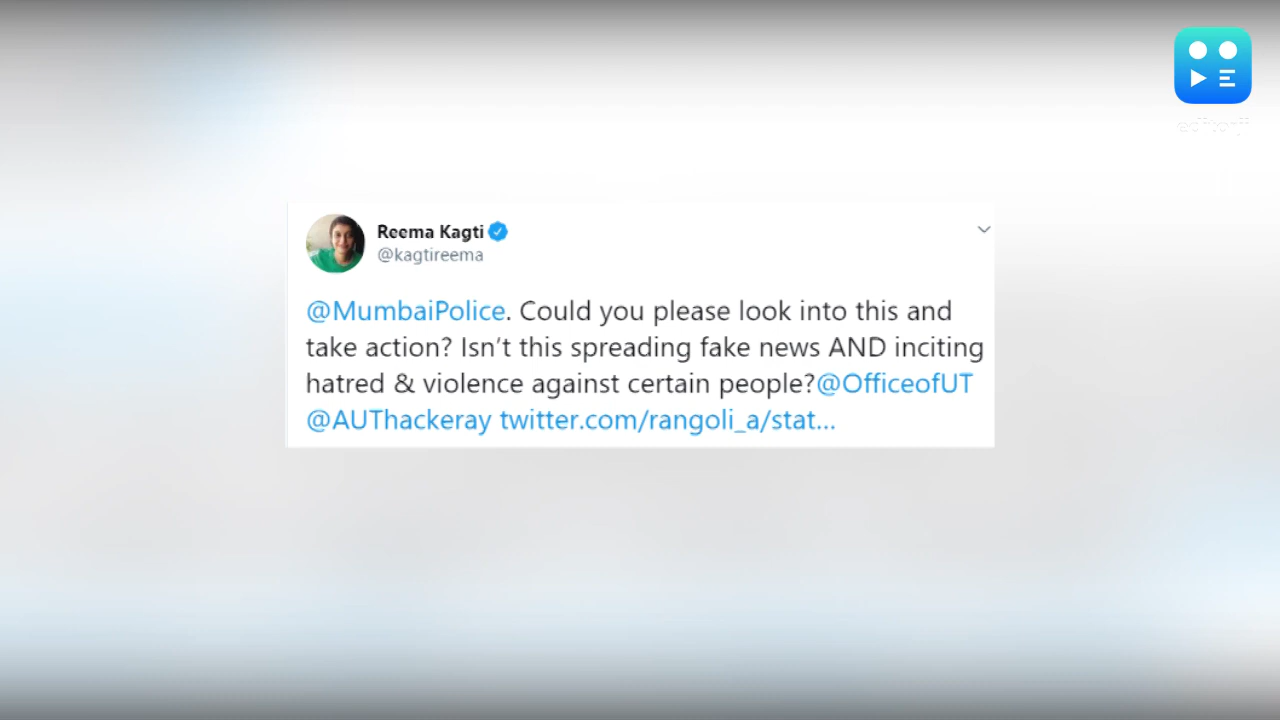 Reema Kagti
@kagtireema
@MumbaiPolice. Could you please look into this and
take action? Isn’t this spreading fake news AND inciting
hatred & violence against certain people?@OfficeofUT
@AUThackeray twitter.com/rangoli_a/stat...